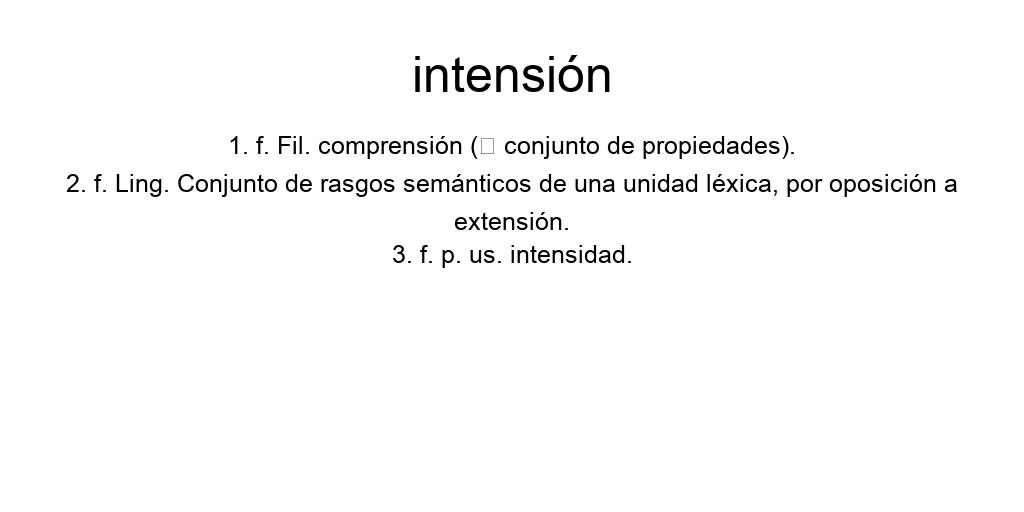 intensión
1. f. Fil. comprensión (□ conjunto de propiedades).
2. f. Ling. Conjunto de rasgos semánticos de una unidad léxica, por oposición a
extensión.
3. f. p. us. intensidad.